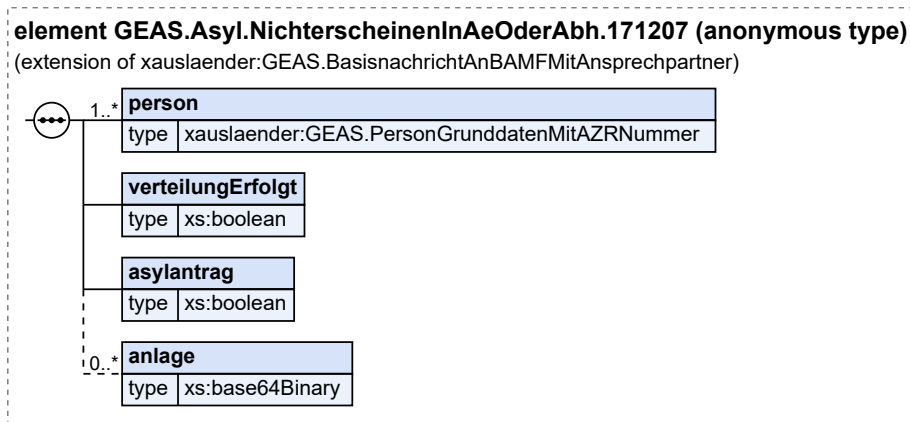 element GEAS.Asyl.NichterscheinenInAeOderAbh.171207 (anonymous type)
(extension of xauslaender:GEAS.BasisnachrichtAnBAMFMitAnsprechpartner)
1..* person
type xauslaender:GEAS.PersonGrunddatenMitAZRNummer
verteilungErfolgt
type xs:boolean
asylantrag
type xs:boolean
0..* anlage
type xs:base64Binary